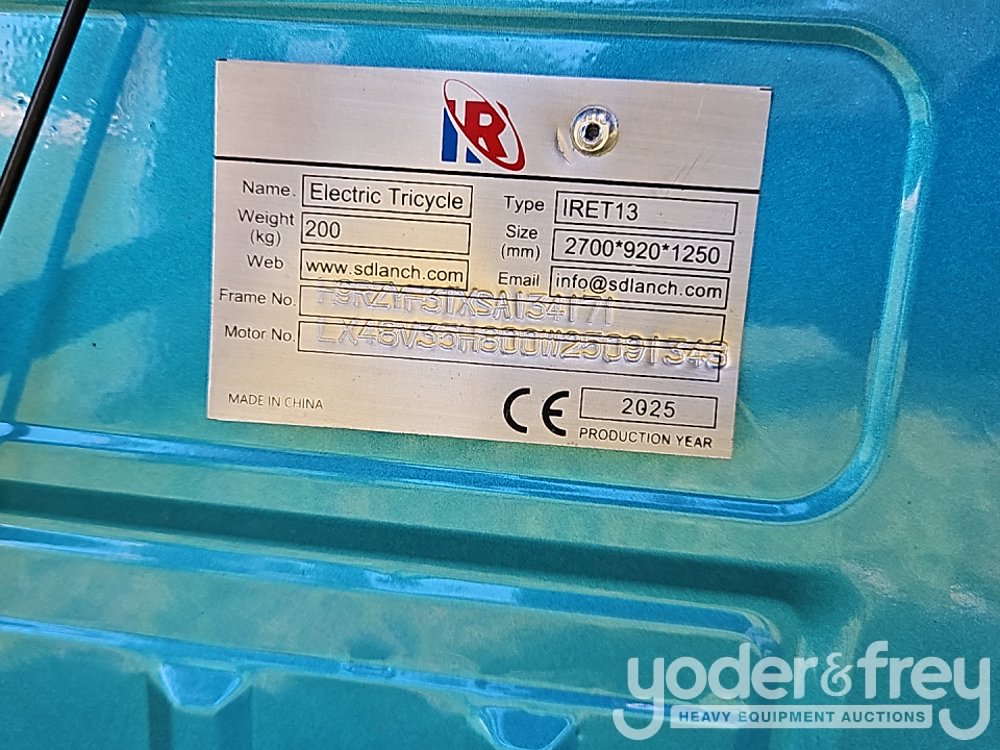 IR
Name. Electric Tricycle Type IRET13
Weight (kg) 200 Size (mm) 2700*920*1250
Web www.sdlanch.com Email info@sdlanch.com
Frame No.
Motor No.
MADE IN CHINA CE 2025
PRODUCTION YEAR
yoder&frey
HEAVY EQUIPMENT AUCTIONS